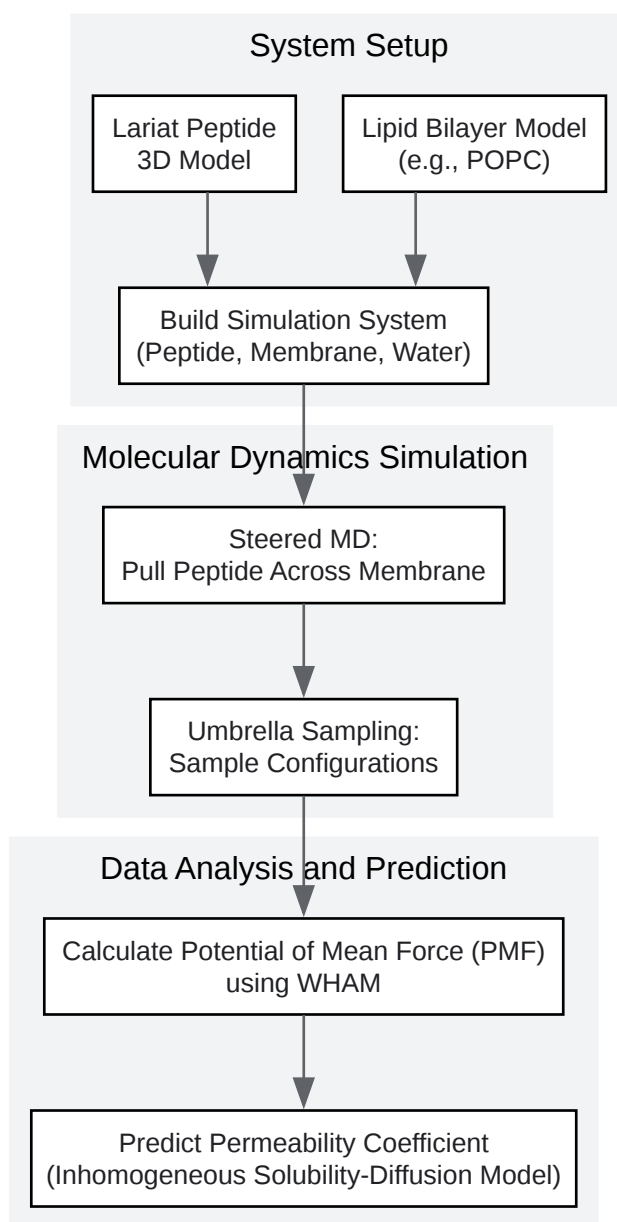 System Setup
Lariat Peptide
3D Model
Lipid Bilayer Model
(e.g., POPC)
Build Simulation System
(Peptide, Membrane, Water)
Molecular Dynamics Simulation
Steered MD:
Pull Peptide Across Membrane
Umbrella Sampling:
Sample Configurations
Data Analysis and Prediction
Calculate Potential of Mean Force (PMF)
using WHAM
Predict Permeability Coefficient
(Inhomogeneous Solubility-Diffusion Model)